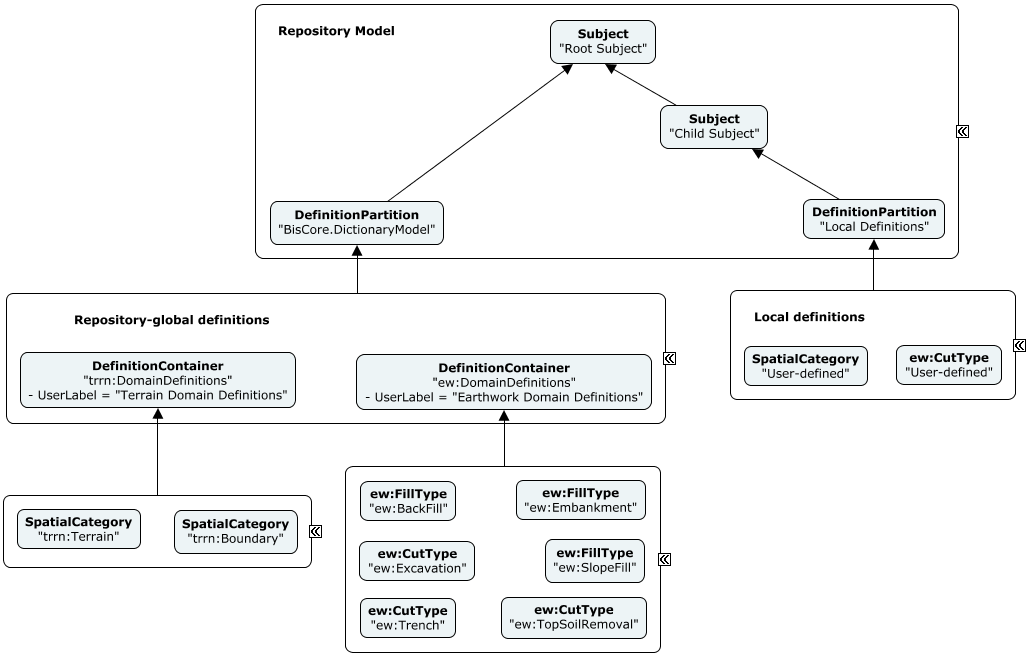 Repository Model
Subject
"Root Subject"
Subject
"Child Subject"
DefinitionPartition
"BisCore.DictionaryModel"
DefinitionPartition
"Local Definitions"
Repository-global definitions
DefinitionContainer
"trrn:DomainDefinitions"
- UserLabel = "Terrain Domain Definitions"
DefinitionContainer
"ew:DomainDefinitions"
- UserLabel = "Earthwork Domain Definitions"
Local definitions
SpatialCategory
"User-defined"
ew:CutType
"User-defined"
SpatialCategory
"trrn:Terrain"
SpatialCategory
"trrn:Boundary"
ew:FillType
"ew:BackFill"
ew:FillType
"ew:Embankment"
ew:CutType
"ew:Excavation"
ew:FillType
"ew:SlopeFill"
ew:CutType
"ew:Trench"
ew:CutType
"ew:TopSoilRemoval"